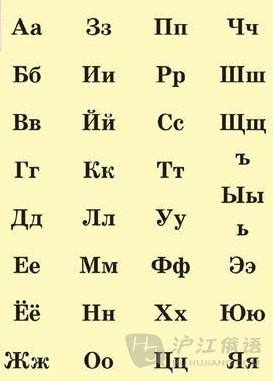 Аа
Бб
Вв
Гг
Дд
Ее
Ёё
Жж
Зз
Ии
Йй
Кк
Лл
Мм
Нн
Оо
Пп
Рр
Сс
Тт
Уу
Фф
Хх
Цц
Чч
Шш
Щщ
ъ
Ыы
ь
Ээ
Юю
Яя
沪江俄语